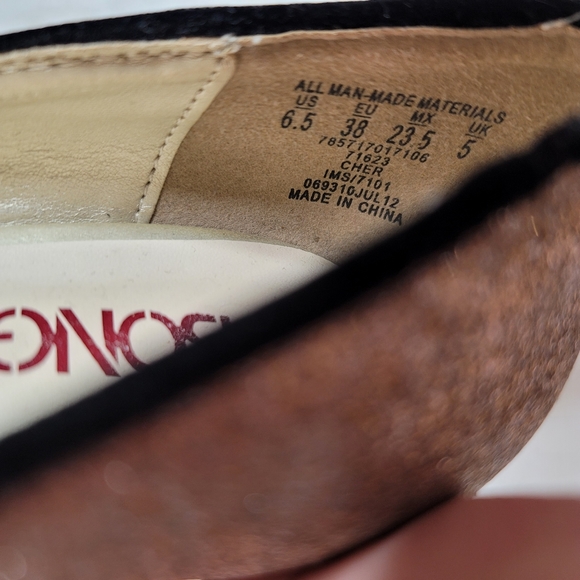 ALL MAN-MADE MATERIALS
US EU MX UK
6.5 38 23.5 5
785717017106
71623
CHER
IMS/7101
069310JUL12
MADE IN CHINA